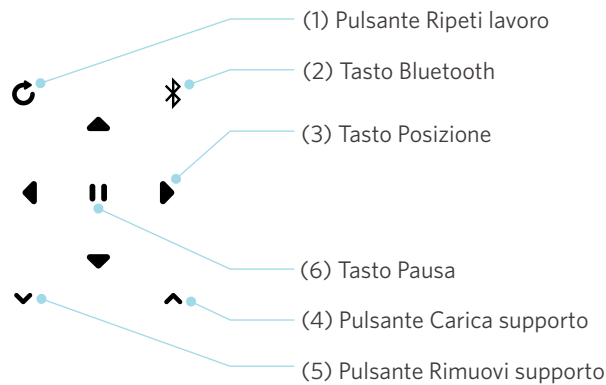 (1) Pulsante Ripeti lavoro
(2) Tasto Bluetooth
(3) Tasto Posizione
(6) Tasto Pausa
(4) Pulsante Carica supporto
(5) Pulsante Rimuovi supporto